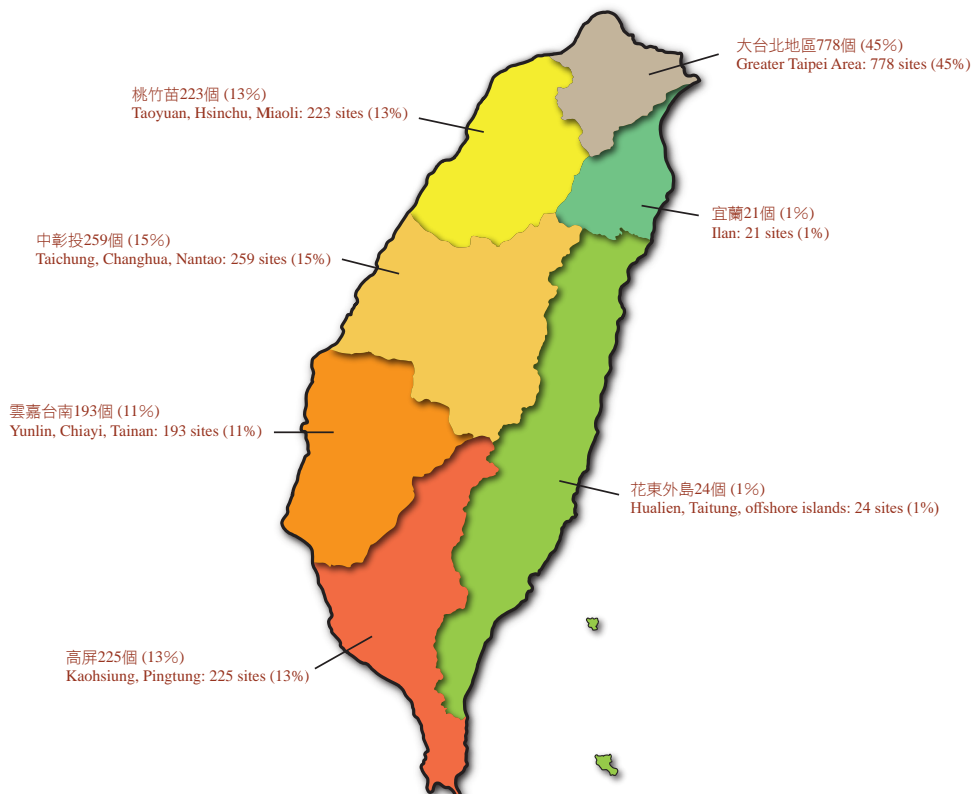 大台北地區778個 (45%)
Greater Taipei Area: 778 sites (45%)
桃竹苗223個 (13%)
Taoyuan, Hsinchu, Miaoli: 223 sites (13%)
宜蘭21個 (1%)
Ilan: 21 sites (1%)
中彰投259個 (15%)
Taichung, Changhua, Nantao: 259 sites (15%)
雲嘉台南193個 (11%)
Yunlin, Chiayi, Tainan: 193 sites (11%)
花東外島24個 (1%)
Hualien, Taitung, offshore islands: 24 sites (1%)
高屏225個 (13%)
Kaohsiung, Pingtung: 225 sites (13%)